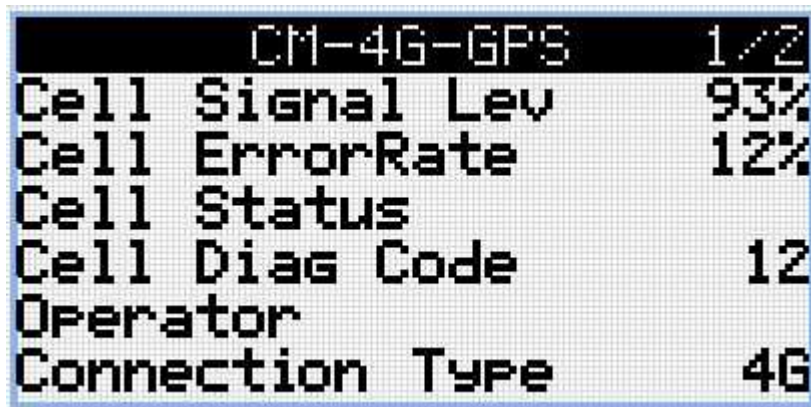 CM-4G-GPS 1/2
Cell Signal Lev 93%
Cell ErrorRate 12%
Cell Status
Cell Diag Code 12
Operator
Connection Type 4G